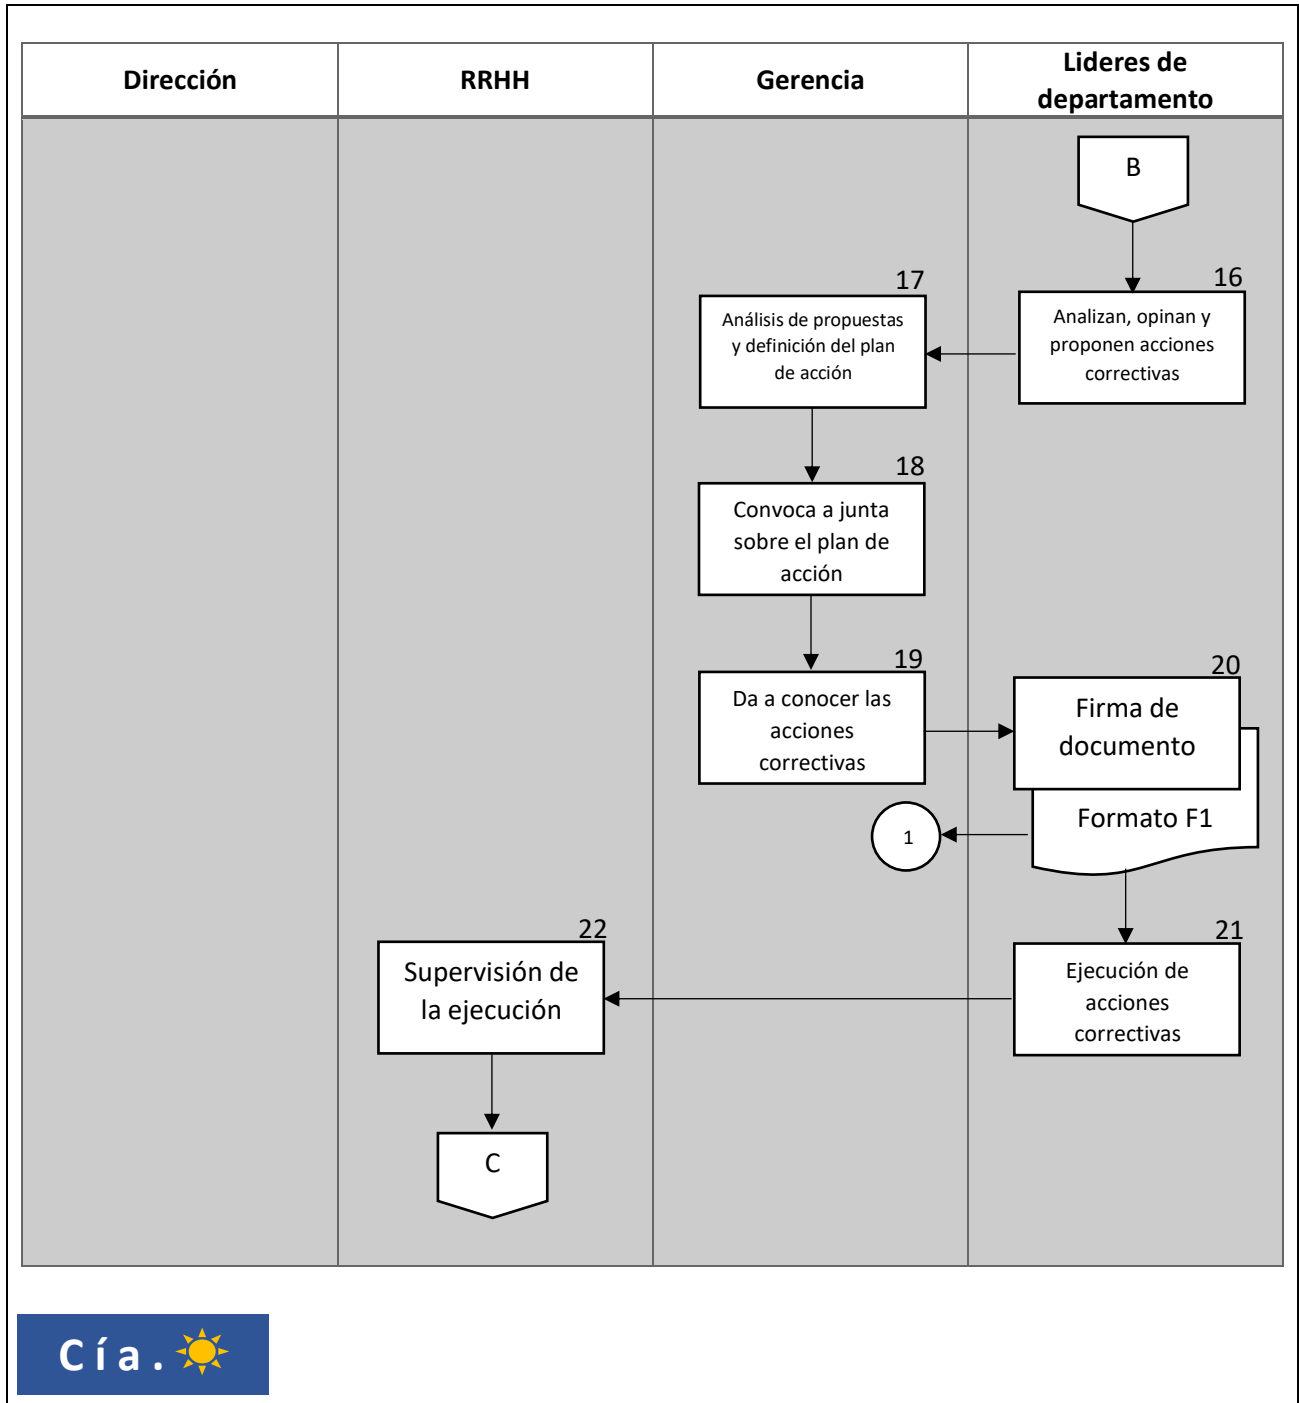 Dirección
RRHH
Gerencia
Lideres de
departamento
B
16
Analizan, opinan y
proponen acciones
correctivas
17
Análisis de propuestas
y definición del plan
de acción
18
Convoca a junta
sobre el plan de
acción
19
Da a conocer las
acciones
correctivas
20
Firma de
documento
Formato F1
1
21
Ejecución de
acciones
correctivas
22
Supervisión de
la ejecución
C
Cía.